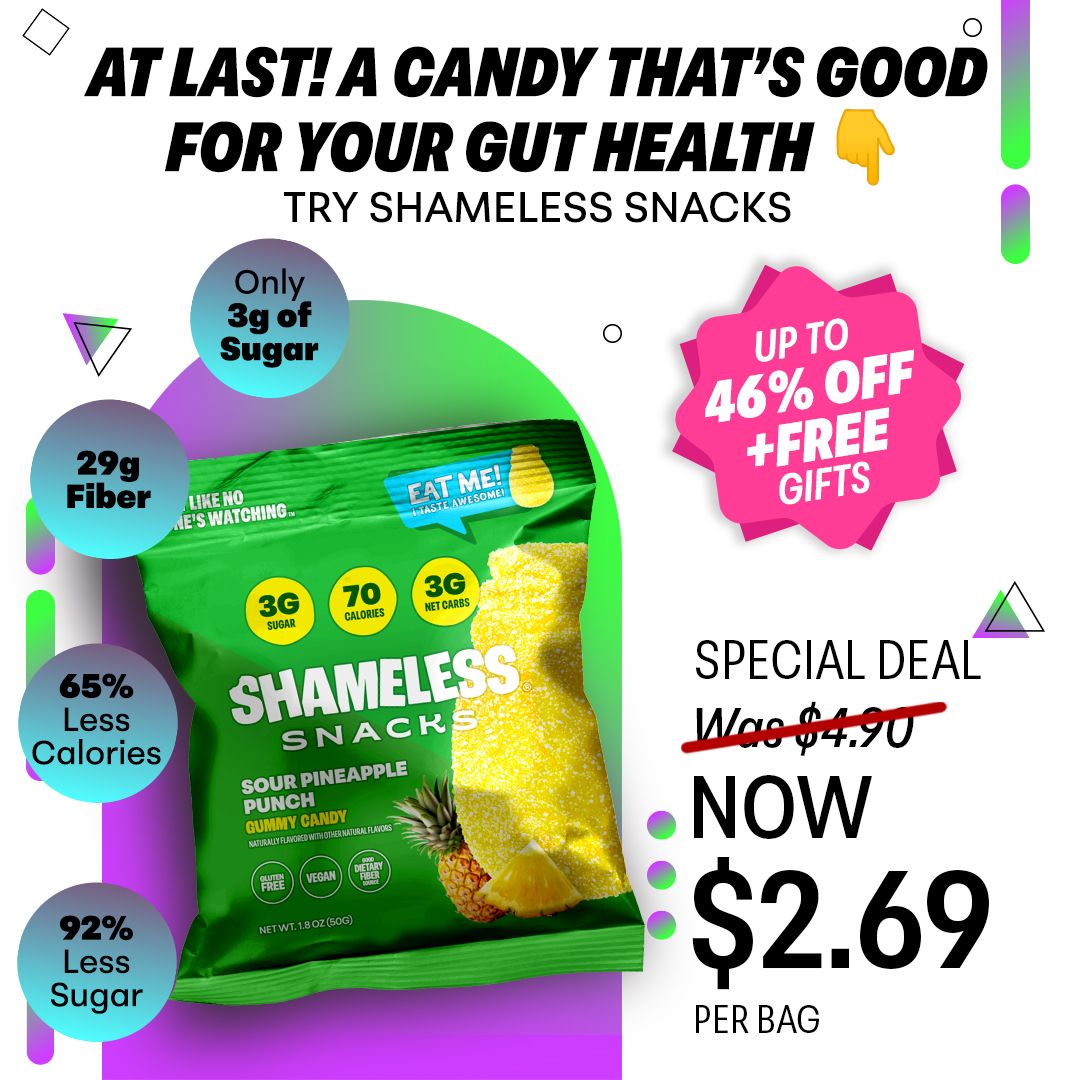 AT LAST! A CANDY THAT'S GOOD
FOR YOUR GUT HEALTH 👇
TRY SHAMELESS SNACKS
Only
3g of
Sugar
29g
Fiber
65%
Less
Calories
92%
Less
Sugar
LIKE NO
NE'S WATCHING™
EAT ME!
I TASTE AWESOME!
3G
SUGAR
70
CALORIES
3G
NET CARBS
SHAMELESS®
SNACKS
SOUR PINEAPPLE
PUNCH
GUMMY CANDY
NATURALLY FLAVORED WITH OTHER NATURAL FLAVORS
GLUTEN
FREE
VEGAN
GOOD
DIETARY
FIBER
SOURCE
NET WT. 1.8 OZ (50G)
UP TO
46% OFF
+FREE
GIFTS
SPECIAL DEAL
Was $4.90
NOW
$2.69
PER BAG